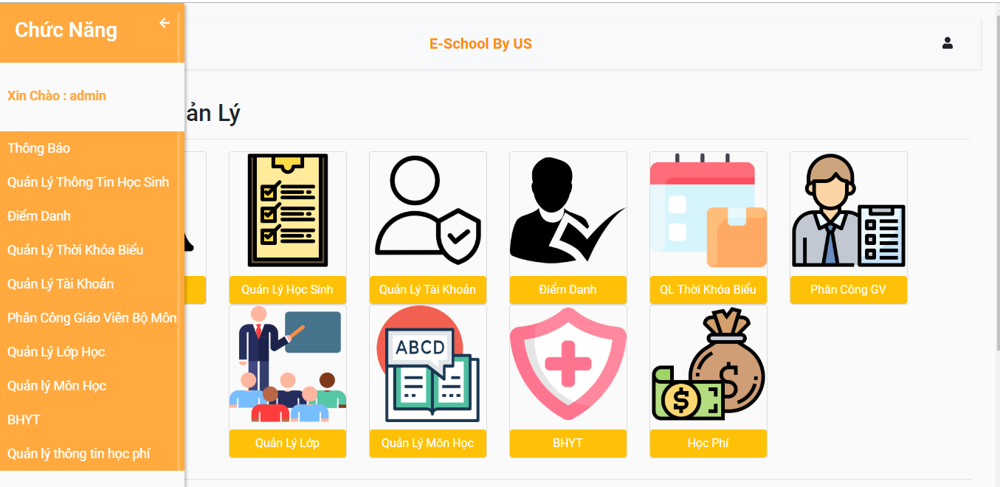 Chức Năng
E-School By US
Xin Chào : admin
ản Lý
Thông Báo
Quản Lý Thông Tin Học Sinh
Điểm Danh
Quản Lý Thời Khóa Biểu
Quản Lý Tài Khoản
Phân Công Giáo Viên Bộ Môn
Quản Lý Lớp Học
Quản lý Môn Học
BHYT
Quản lý thông tin học phí
Quản Lý Học Sinh
Quản Lý Tài Khoản
Điểm Danh
QL Thời Khóa Biểu
Phân Công GV
ABCD
Quản Lý Lớp
Quản Lý Môn Học
BHYT
Học Phí